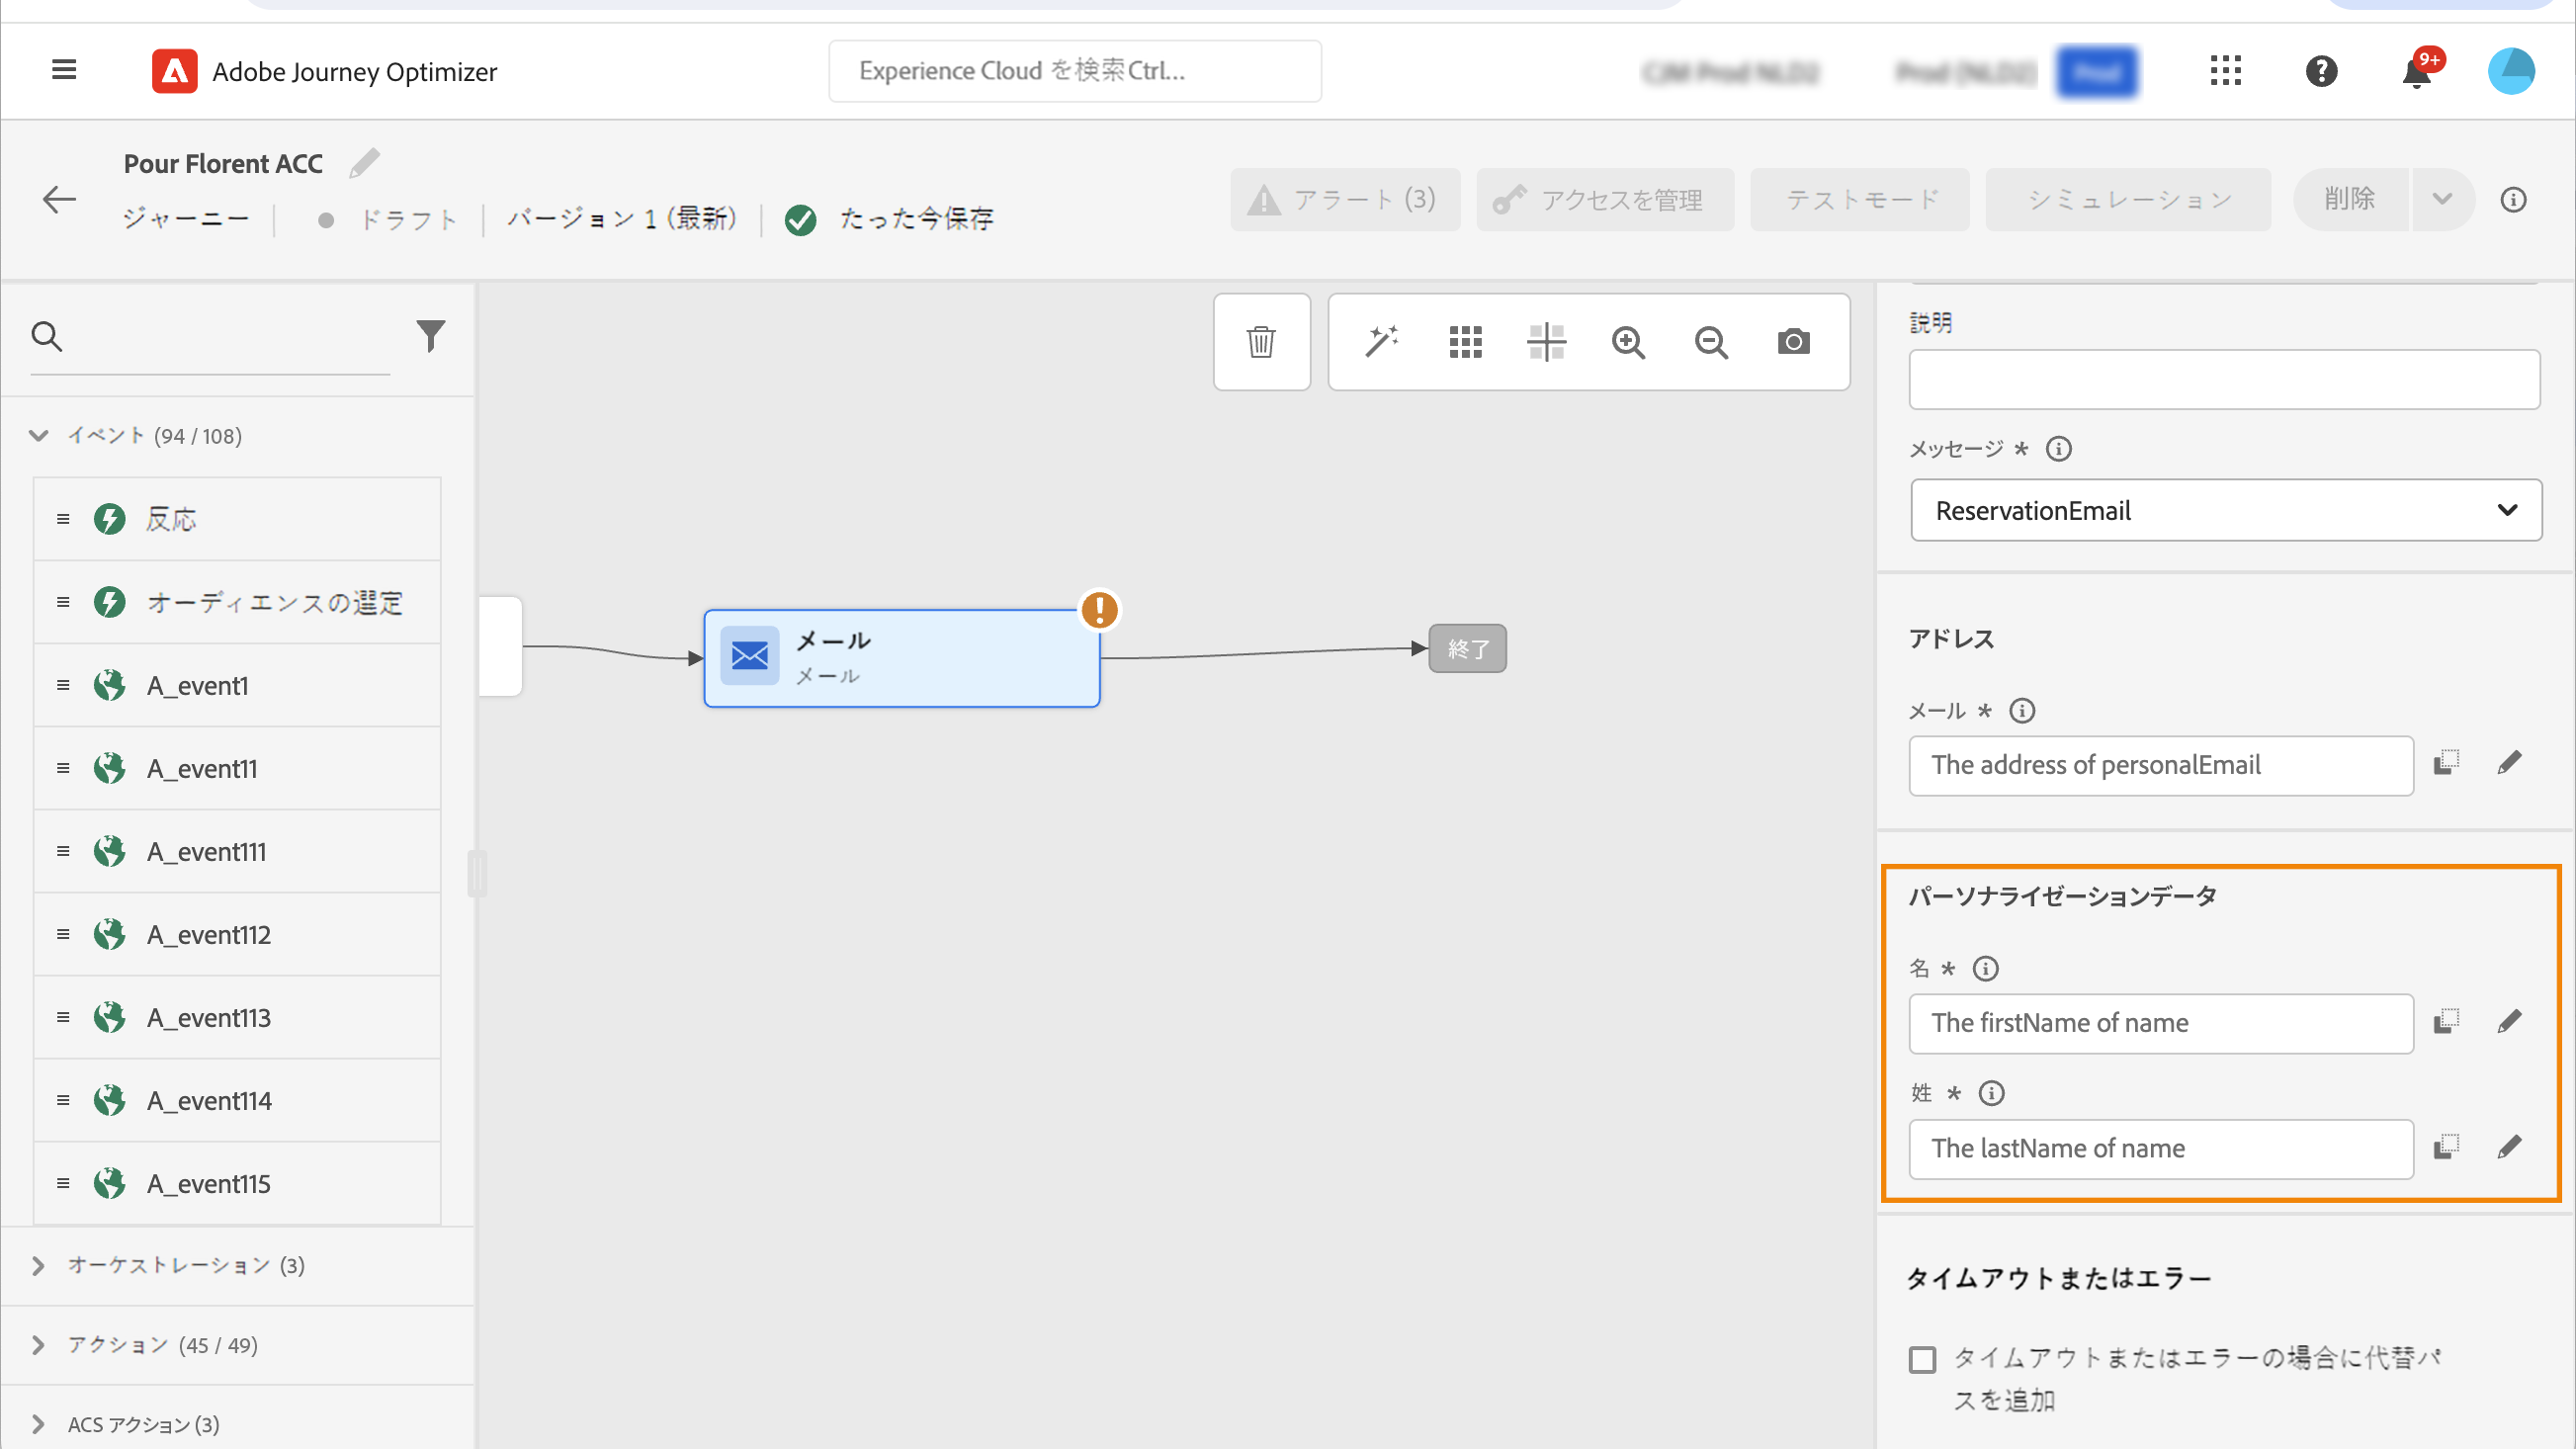 Adobe Journey Optimizer
Experience Cloud を検索Ctrl...
9+
Pour Florent ACC
ジャーニー
ドラフト
バージョン 1 (最新)
たった今保存
アラート (3)
アクセスを管理
テストモード
シミュレーション
削除
イベント (94 / 108)
反応
オーディエンスの選定
A_event1
A_event11
A_event111
A_event112
A_event113
A_event114
A_event115
オーケストレーション (3)
アクション (45 / 49)
ACS アクション (3)
メール
メール
終了
説明
メッセージ *
ReservationEmail
アドレス
メール *
The address of personalEmail
パーソナライゼーションデータ
名 *
The firstName of name
姓 *
The lastName of name
タイムアウトまたはエラー
タイムアウトまたはエラーの場合に代替パ
スを追加